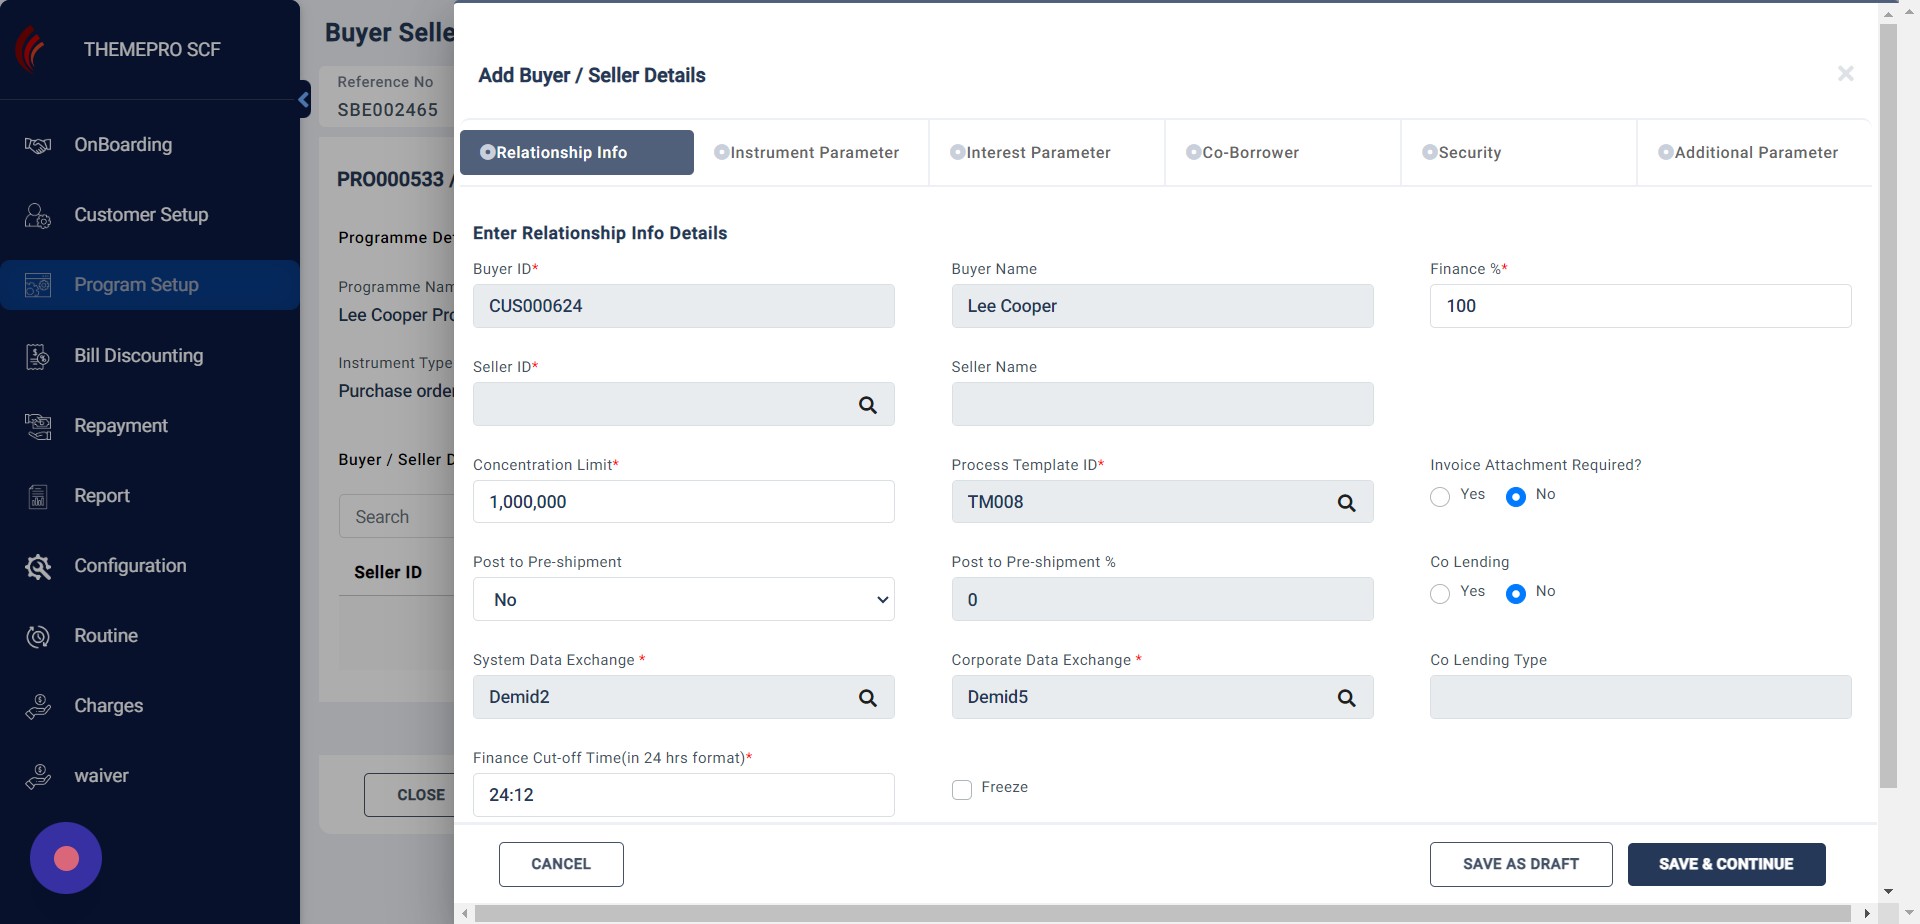 THEMEPRO SCF
OnBoarding
Customer Setup
Program Setup
Bill Discounting
Repayment
Report
Configuration
Routine
Charges
waiver
Buyer Selle
Reference No
SBE002465
PRO000533 /
Programme De
Programme Nam
Lee Cooper Pro
Instrument Type
Purchase order
Buyer / Seller D
Search
Seller ID
CLOSE
Add Buyer / Seller Details
Relationship Info
Instrument Parameter
Interest Parameter
Co-Borrower
Security
Additional Parameter
Enter Relationship Info Details
Buyer ID*
CUS000624
Buyer Name
Lee Cooper
Finance %*
100
Seller ID*
Seller Name
Concentration Limit*
1,000,000
Process Template ID*
TM008
Invoice Attachment Required?
Yes No
Post to Pre-shipment
No
Post to Pre-shipment %
0
Co Lending
Yes No
System Data Exchange *
Demid2
Corporate Data Exchange *
Demid5
Co Lending Type
Finance Cut-off Time(in 24 hrs format)*
24:12
Freeze
CANCEL
SAVE AS DRAFT
SAVE & CONTINUE